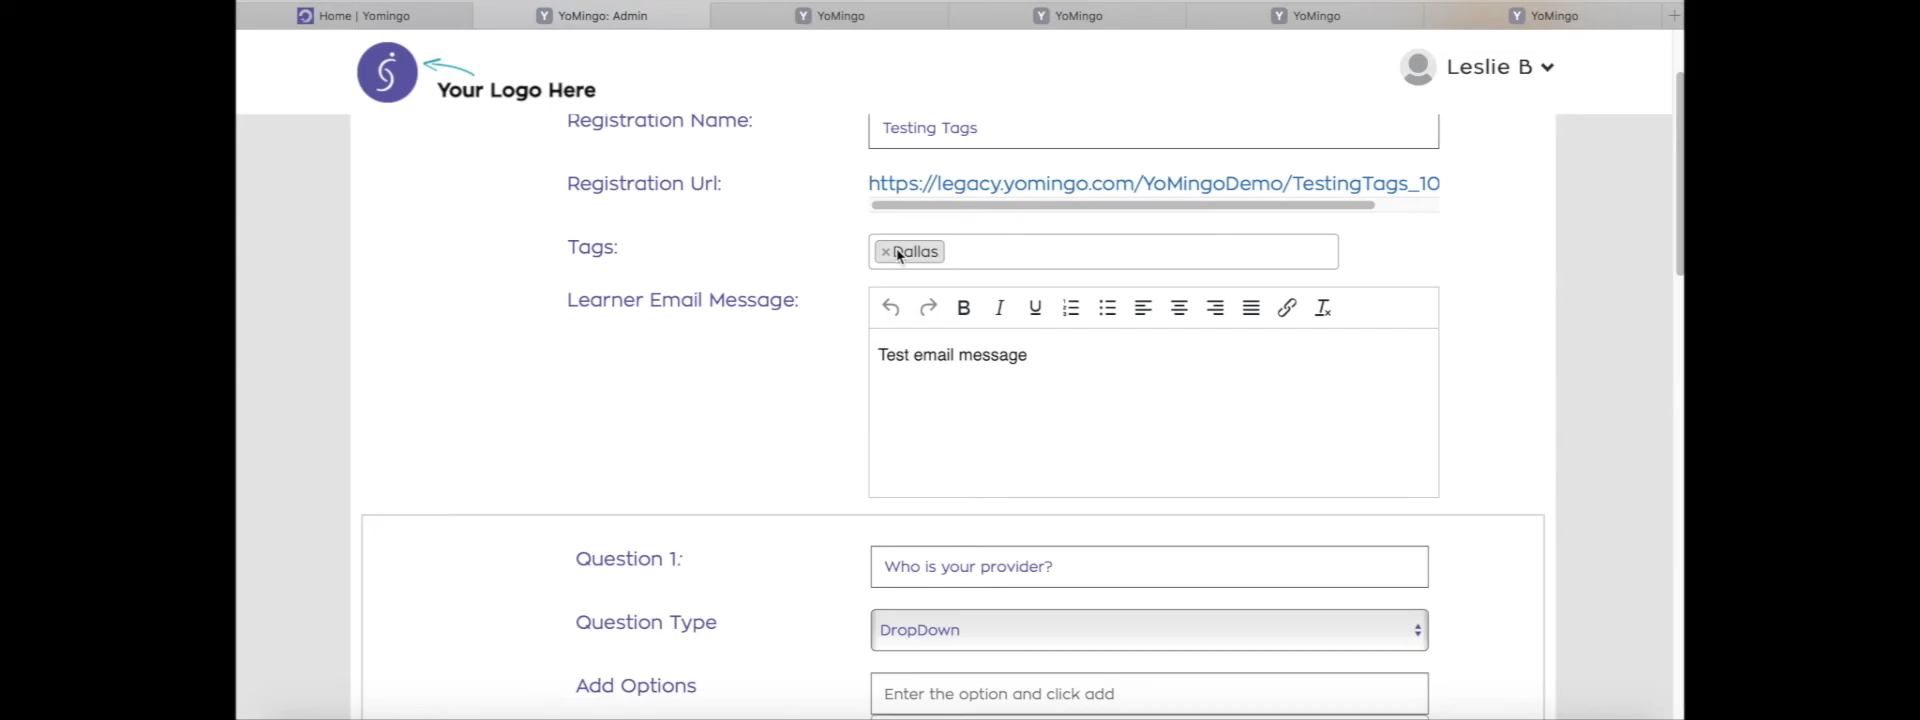 Home | Yomingo
YoMingo: Admin
YoMingo
YoMingo
YoMingo
YoMingo
Your Logo Here
Leslie B
Registration Name:
Testing Tags
Registration Url:
https://legacy.yomingo.com/YoMingoDemo/TestingTags_10
Tags:
×Dallas
Learner Email Message:
Test email message
Question 1:
Who is your provider?
Question Type
DropDown
Add Options
Enter the option and click add